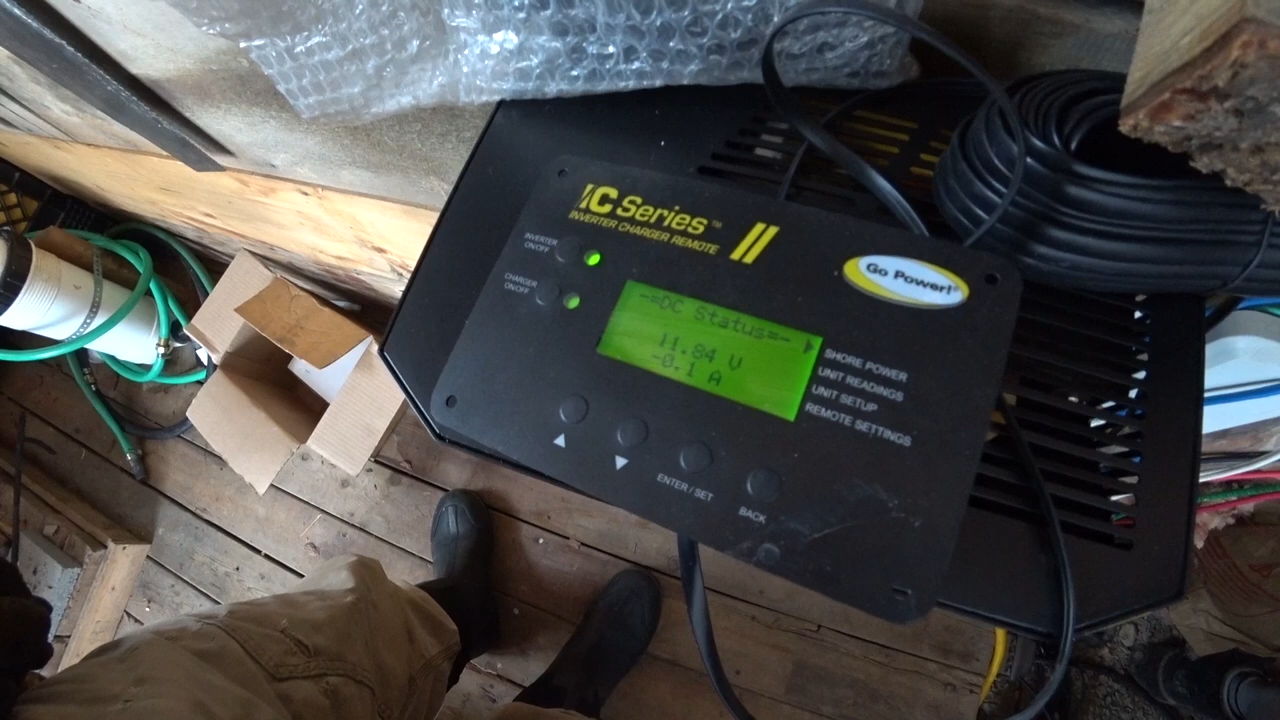 IC Series™ II
INVERTER CHARGER REMOTE
Go Power!®
INVERTER
ON/OFF
CHARGER
ON/OFF
-=DC Status=-
11.84 V
-0.1 A
SHORE POWER
UNIT READINGS
UNIT SETUP
REMOTE SETTINGS
ENTER / SET
BACK